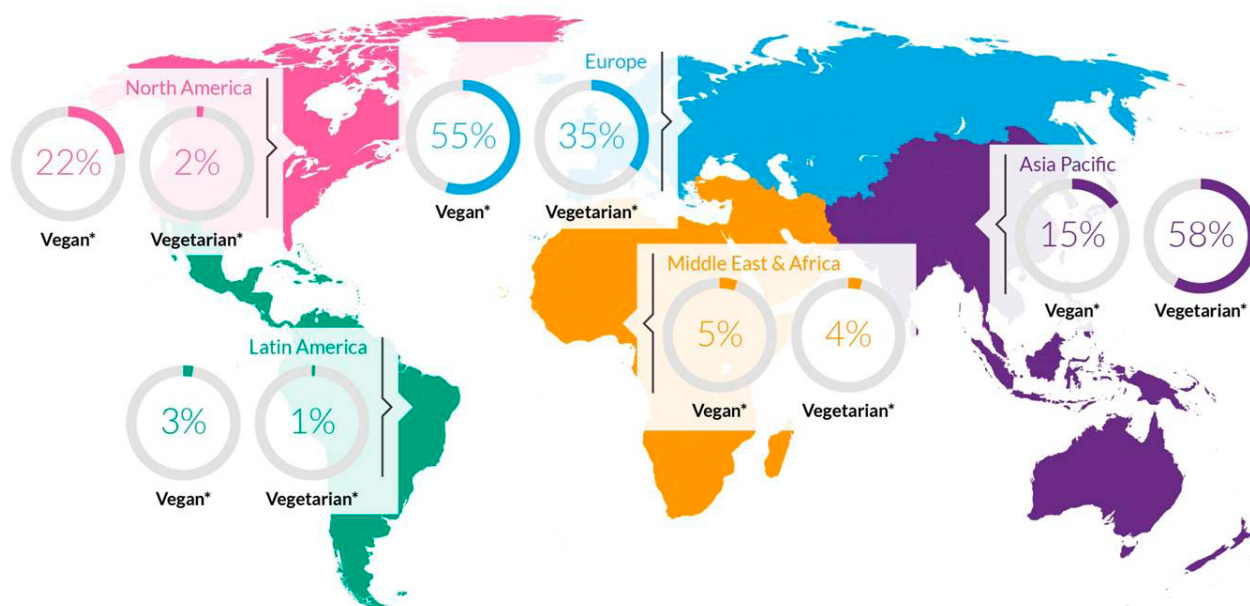 North America
22%
2%
Vegan*
Vegetarian*
Europe
55%
35%
Vegan*
Vegetarian*
Asia Pacific
15%
58%
Vegan*
Vegetarian*
Middle East & Africa
5%
4%
Vegan*
Vegetarian*
Latin America
3%
1%
Vegan*
Vegetarian*